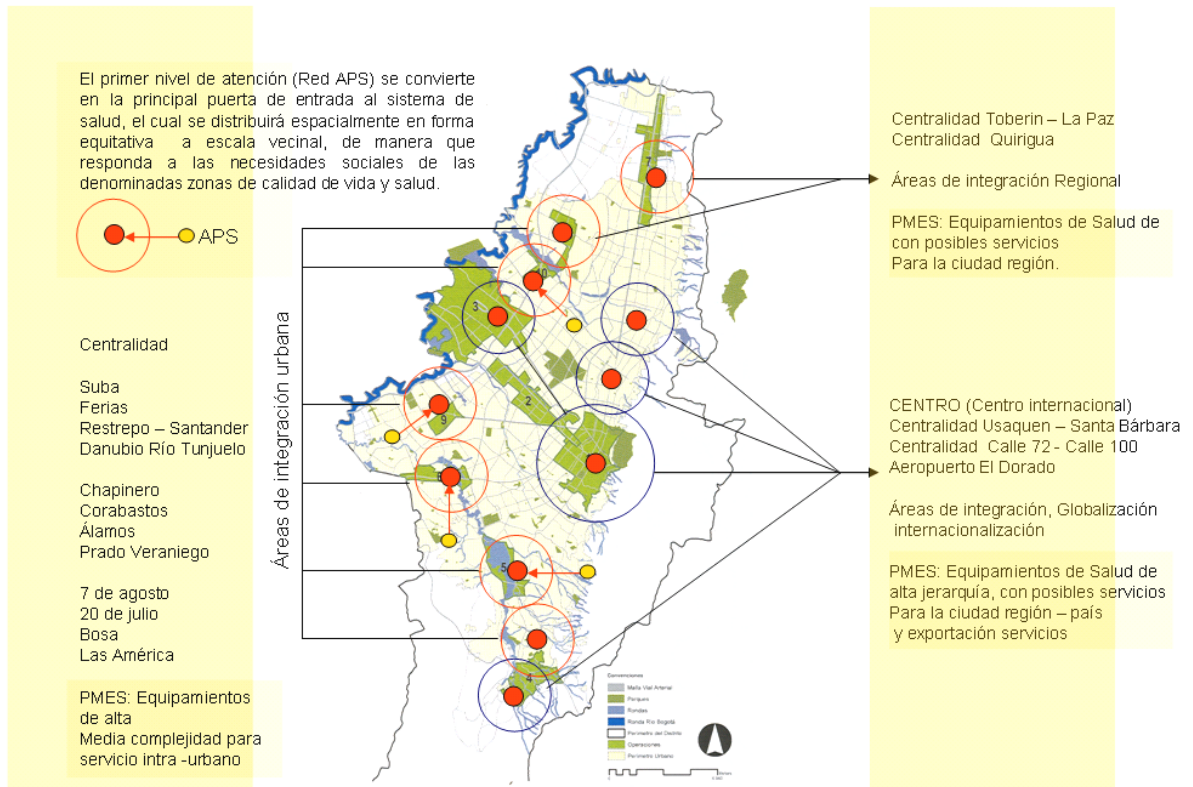 El primer nivel de atención (Red APS) se convierte
en la principal puerta de entrada al sistema de
salud, el cual se distribuirá espacialmente en forma
equitativa a escala vecinal, de manera que
responda a las necesidades sociales de las
denominadas zonas de calidad de vida y salud.
APS
Centralidad
Suba
Ferias
Restrepo – Santander
Danubio Río Tunjuelo
Chapinero
Corabastos
Álamos
Prado Veraniego
7 de agosto
20 de julio
Bosa
Las América
PMES: Equipamientos
de alta
Media complejidad para
servicio intra -urbano
Áreas de integración urbana
7
10
3
2
9
8
5
4
Convenciones
Malla Vial Arterial
Parques
Rondas
Ronda Río Bogotá
Perímetro del Distrito
Operaciones
Perímetro Urbano
Centralidad Toberin – La Paz
Centralidad Quirigua
Áreas de integración Regional
PMES: Equipamientos de Salud de
con posibles servicios
Para la ciudad región.
CENTRO (Centro internacional)
Centralidad Usaquen – Santa Bárbara
Centralidad Calle 72 - Calle 100
Aeropuerto El Dorado
Áreas de integración, Globalización
internacionalización
PMES: Equipamientos de Salud de
alta jerarquía, con posibles servicios
Para la ciudad región – país
y exportación servicios